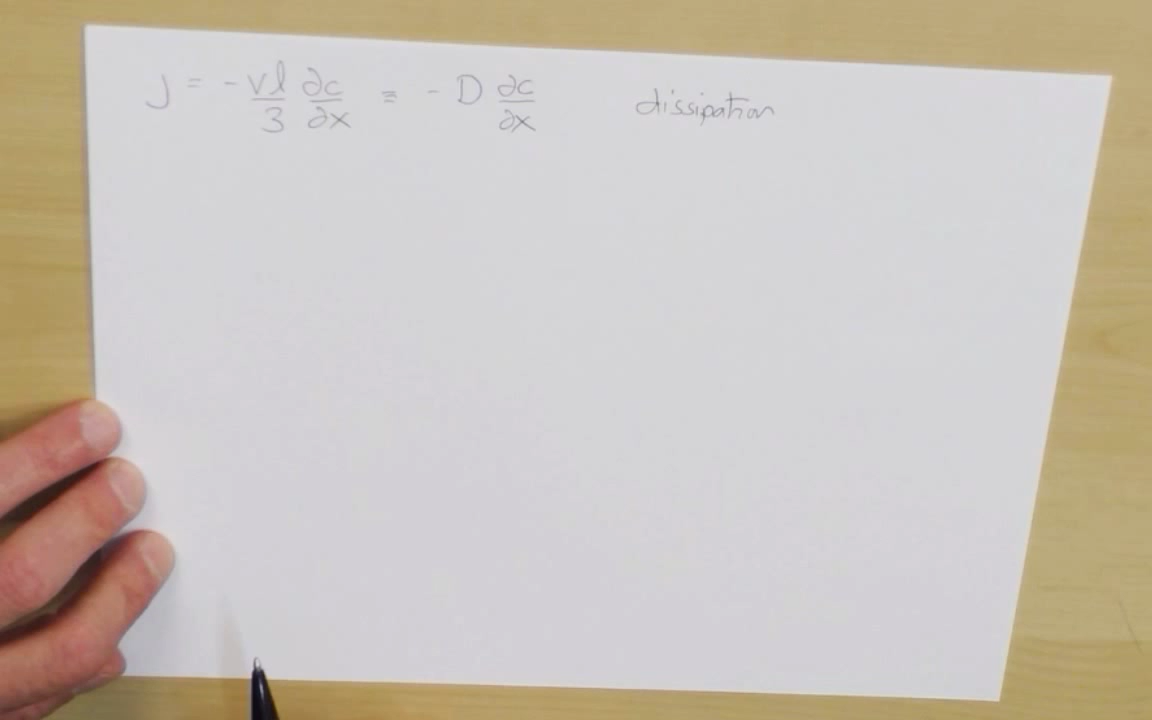 J = - vl/3 ∂c/∂x = - D ∂c/∂x dissipation